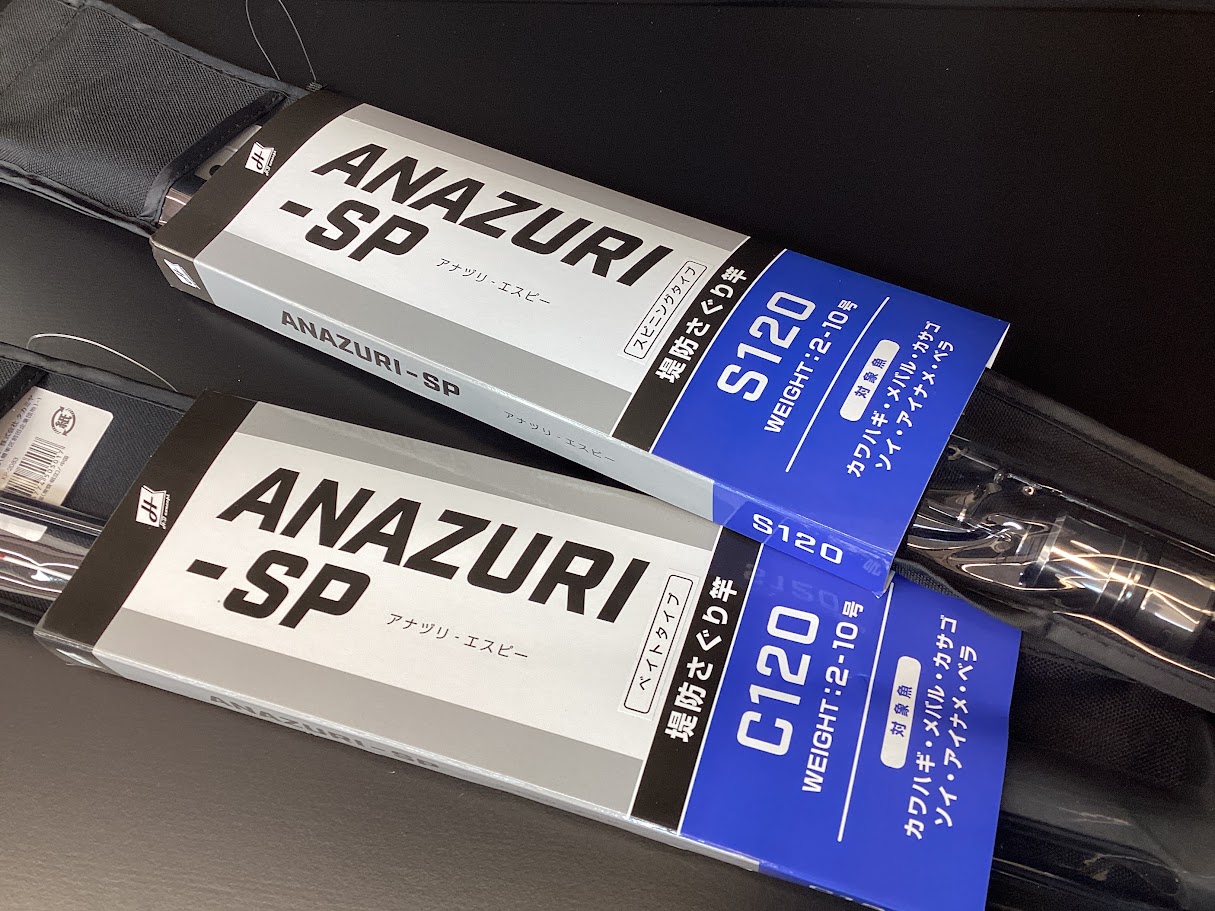 HP
ANAZURI
-SP
アナヅリ-エスピー
スピニングタイプ
堤防さぐり竿
S120
WEIGHT:2-10号
対象魚
カワハギ・メバル・カサゴ
ソイ・アイナメ・ベラ
ANAZURI-SP
アナヅリ-エスピー
S120
紙
HP
ANAZURI
-SP
アナヅリ-エスピー
ベイトタイプ
堤防さぐり竿
C120
WEIGHT:2-10号
対象魚
カワハギ・メバル・カサゴ
ソイ・アイナメ・ベラ
ANAZURI-SP